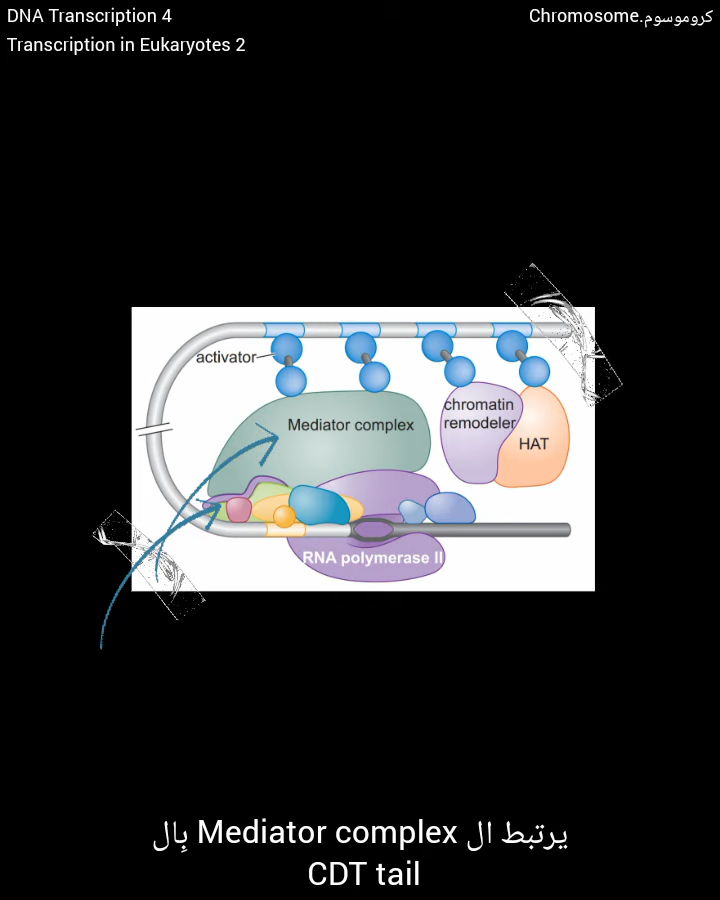 DNA Transcription 4
Chromosome.كروموسوم
Transcription in Eukaryotes 2
activator
Mediator complex
chromatin
remodeler
HAT
RNA polymerase II
يرتبط ال Mediator complex بِال
CDT tail